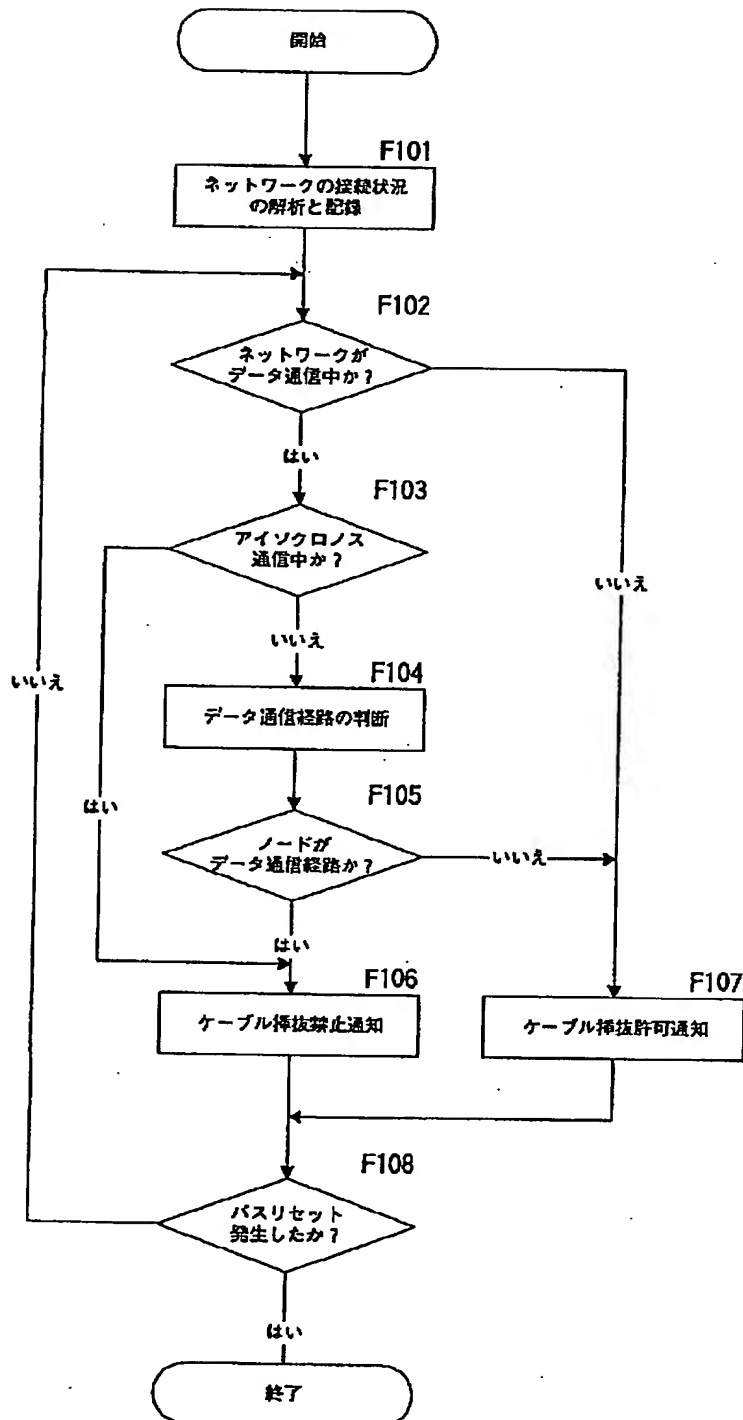 開始
F101
ネットワークの接続状況
の解析と記録
F102
ネットワークが
データ通信中か？
はい
F103
アイソクロノス
通信中か？
いいえ
いいえ
いいえ
F104
データ通信経路の判断
はい
F105
ノードが
データ通信経路か？
いいえ
はい
F106
ケーブル挿抜禁止通知
F107
ケーブル挿抜許可通知
F108
バスリセット
発生したか？
はい
終了